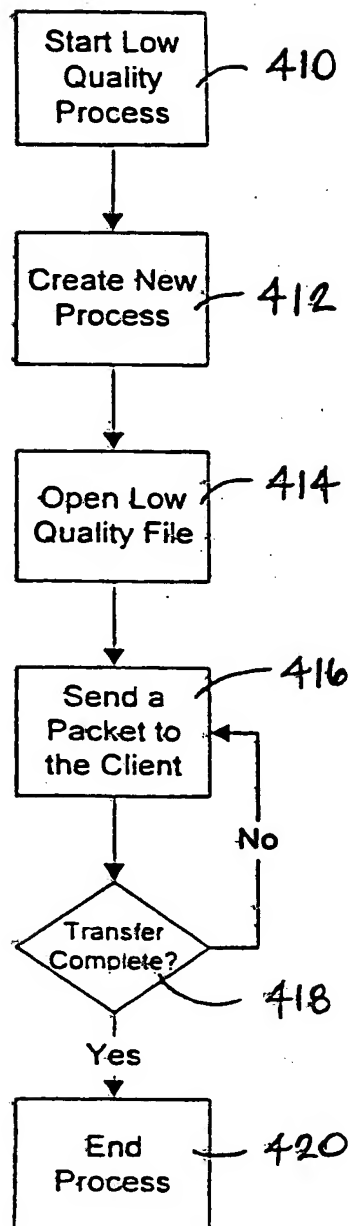 Start Low
Quality
Process
410
Create New
Process
412
Open Low
Quality File
414
Send a
Packet to
the Client
416
No
Transfer
Complete?
418
Yes
End
Process
420